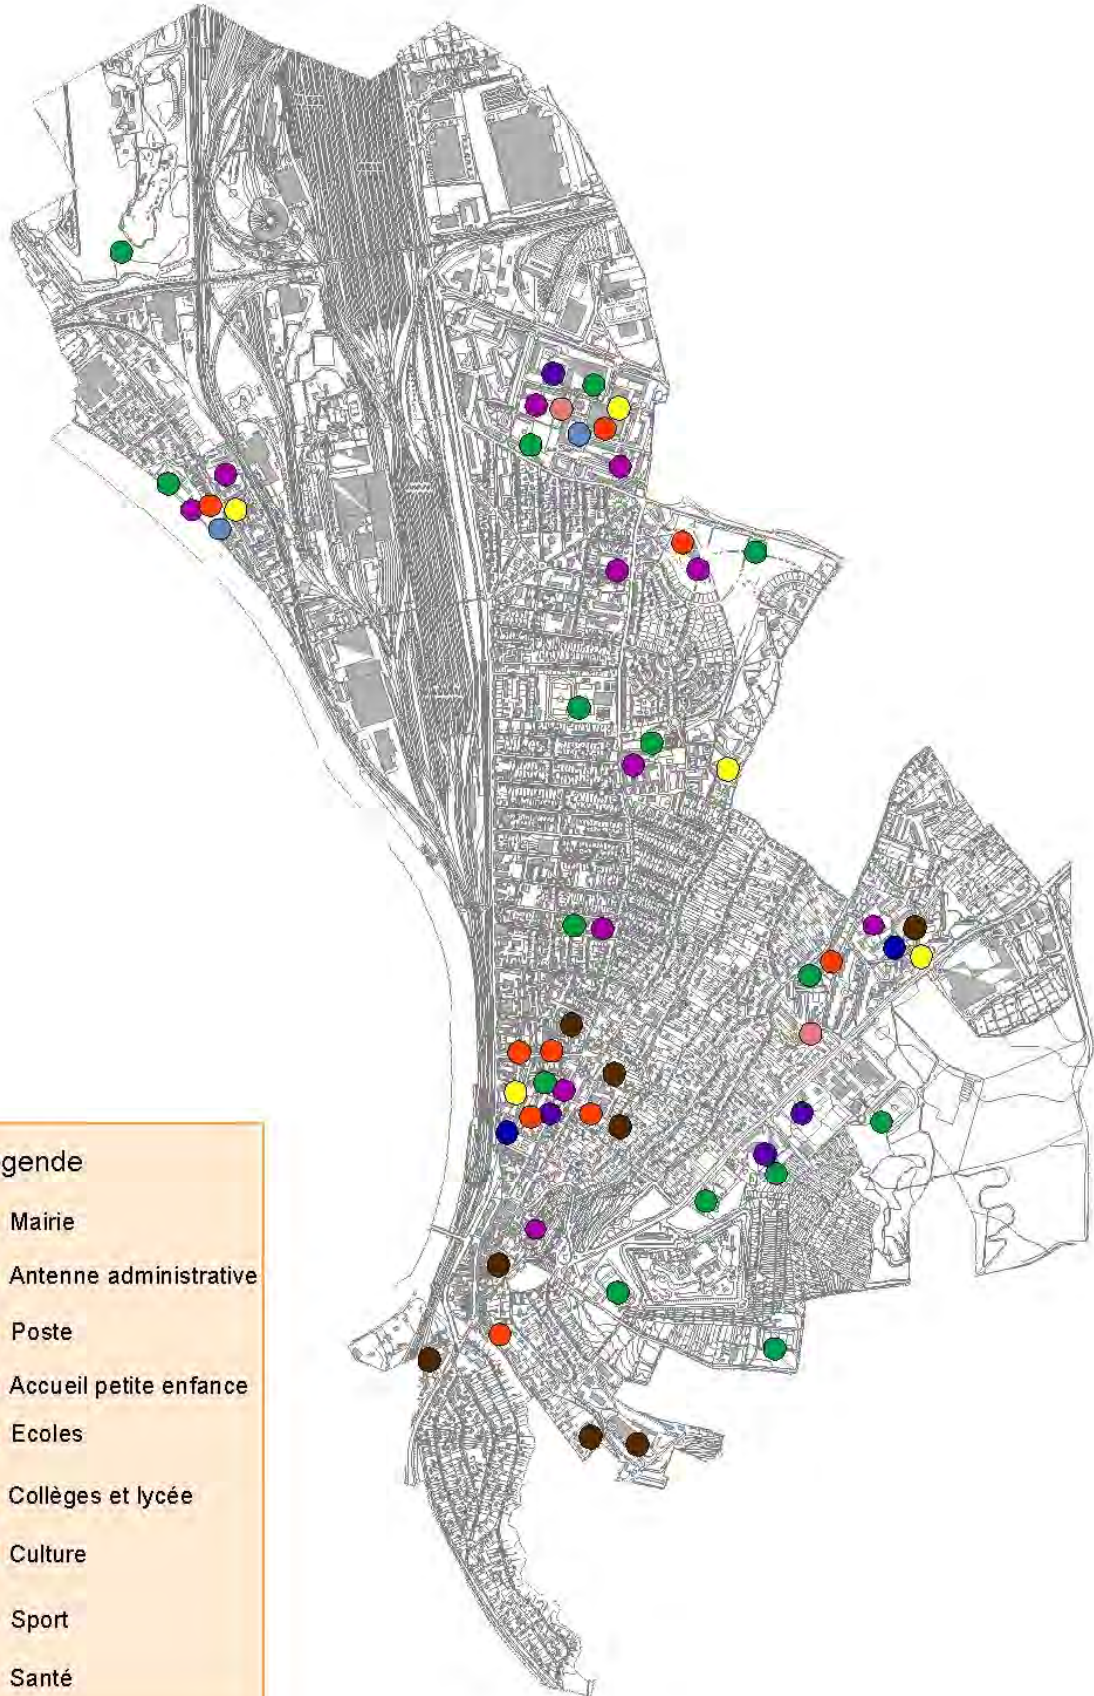 gende
Mairie
Antenne administrative
Poste
Accueil petite enfance
Ecoles
Collèges et lycée
Culture
Sport
Santé